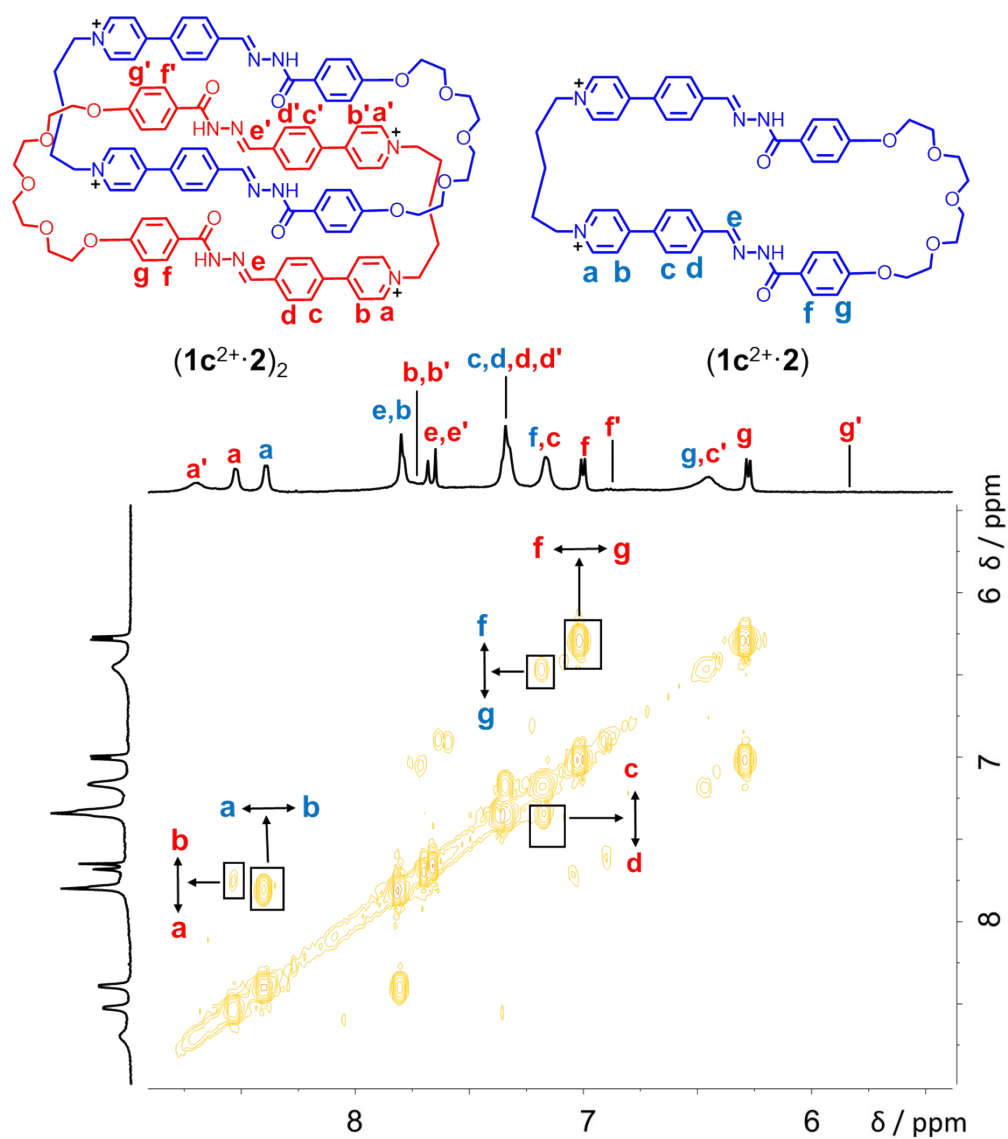 +
N
N
NH
O
O
g' f'
O
O
O
HN-N
e'
d' c'
b' a'
N
+
O
O
N
+
N
NH
O
O
O
O
O
g f
O
HN-N
e
d c
b a
N
+
(1c²⁺·2)₂
+
N
N
NH
O
O
O
N
+
e
N
NH
O
O
O
O
a b c d
f g
(1c²⁺·2)
a'
a
a
e,b
b,b'
e,e'
c,d,d,d'
f,c
f
f'
g,c'
g
g'
f g
f
g
c
d
a b
b
a
6
7
8
δ / ppm
8
7
6
δ / ppm